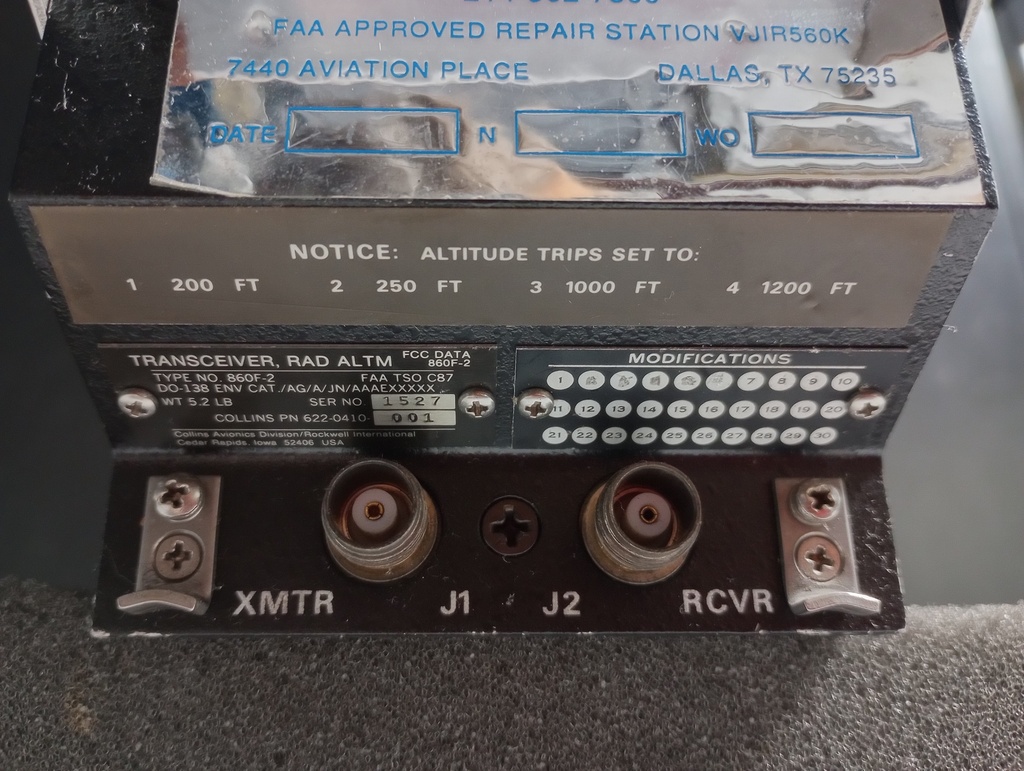 FAA APPROVED REPAIR STATION VJIR560K
7440 AVIATION PLACE DALLAS, TX 75235
DATE N WO
NOTICE: ALTITUDE TRIPS SET TO:
1 200 FT 2 250 FT 3 1000 FT 4 1200 FT
TRANSCEIVER, RAD ALTM FCC DATA 860F-2
TYPE NO. 860F-2 FAA TSO C87
DO-138 ENV CAT./AG/A/JN/AAAEXXXXX
WT 5.2 LB SER NO. 1527
COLLINS PN 622-0410- 001
Collins Avionics Division/Rockwell International
Cedar Rapids, Iowa 52406 USA
MODIFICATIONS
1 7 8 9 10
11 12 13 14 15 16 17 18 19 20
21 22 23 24 25 26 27 28 29 30
XMTR J1 J2 RCVR